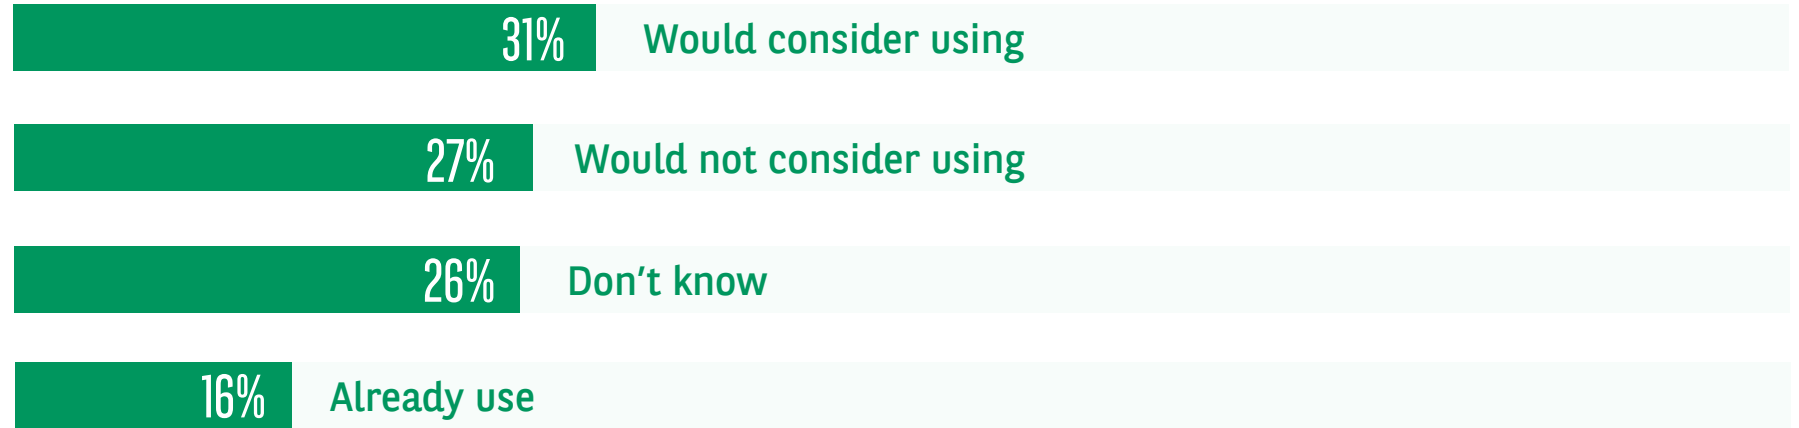 31% Would consider using
27% Would not consider using
26% Don’t know
16% Already use